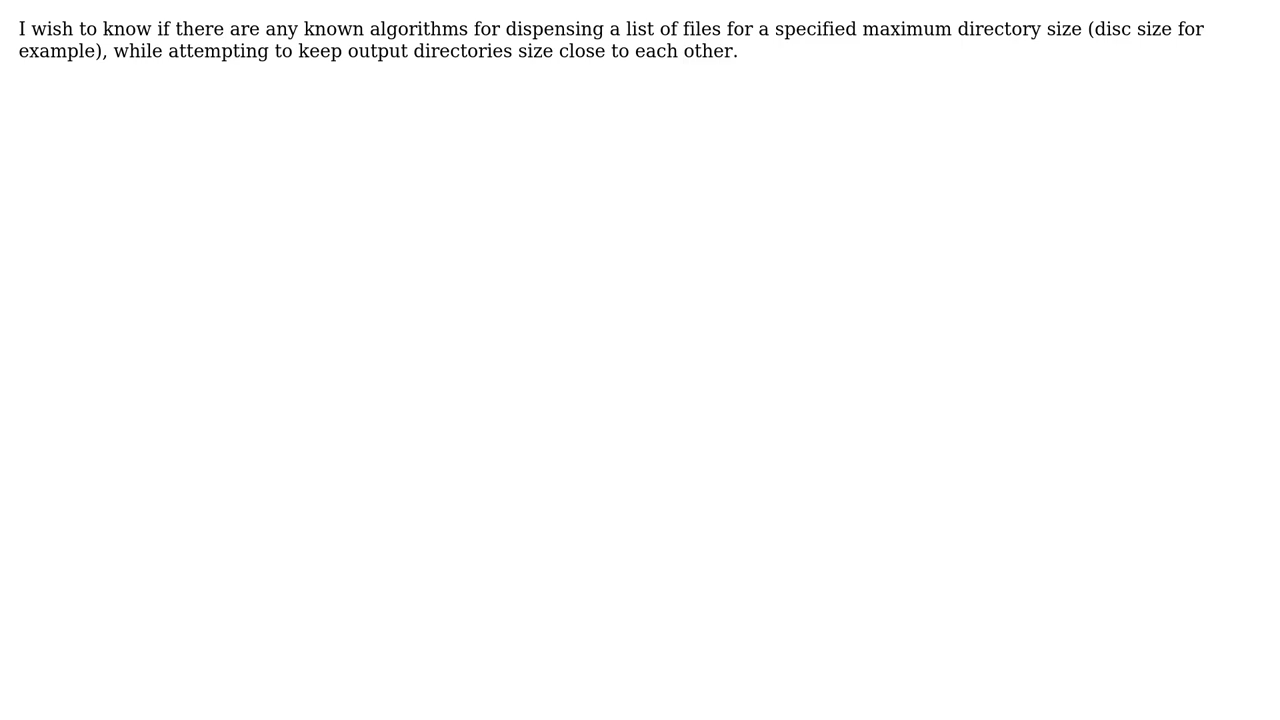 I wish to know if there are any known algorithms for dispensing a list of files for a specified maximum directory size (disc size for
example), while attempting to keep output directories size close to each other.